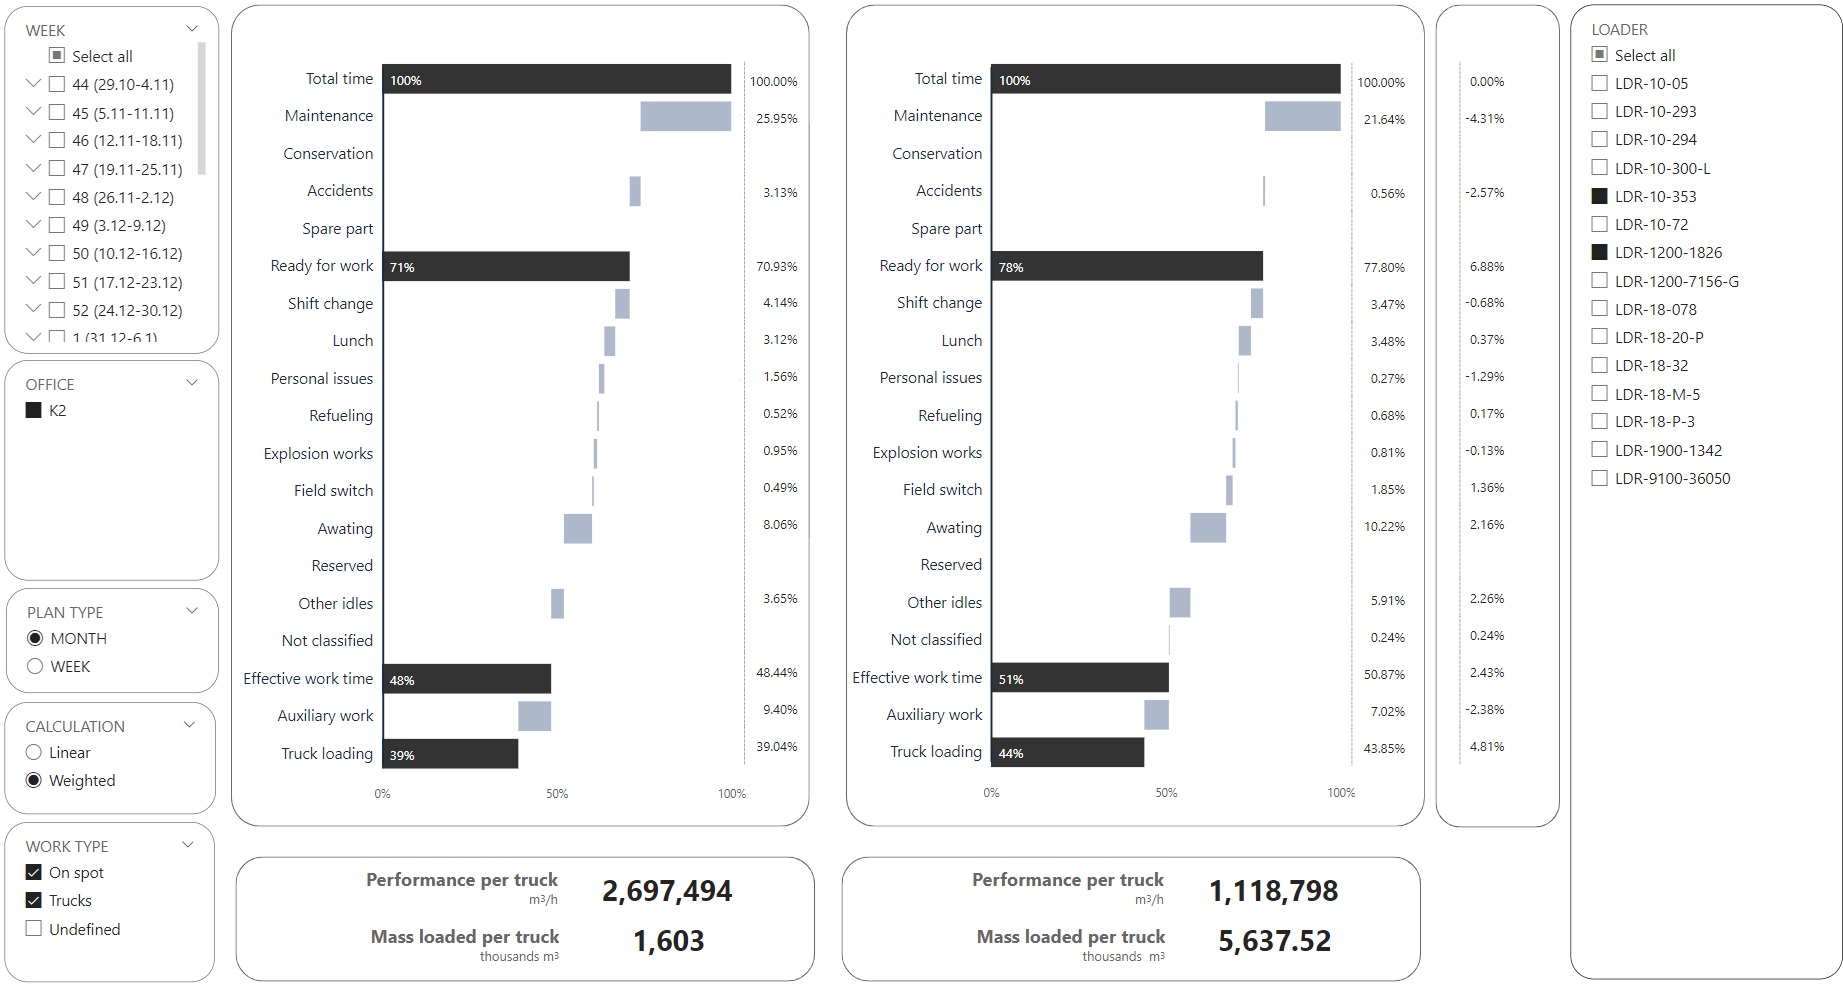 WEEK
Select all
44 (29.10-4.11)
45 (5.11-11.11)
46 (12.11-18.11)
47 (19.11-25.11)
48 (26.11-2.12)
49 (3.12-9.12)
50 (10.12-16.12)
51 (17.12-23.12)
52 (24.12-30.12)
1 (31.12-6.1)
OFFICE
K2
PLAN TYPE
MONTH
WEEK
CALCULATION
Linear
Weighted
WORK TYPE
On spot
Trucks
Undefined
Total time 100% 100.00%
Maintenance 25.95%
Conservation
Accidents 3.13%
Spare part
Ready for work 71% 70.93%
Shift change 4.14%
Lunch 3.12%
Personal issues 1.56%
Refueling 0.52%
Explosion works 0.95%
Field switch 0.49%
Awating 8.06%
Reserved
Other idles 3.65%
Not classified
Effective work time 48% 48.44%
Auxiliary work 9.40%
Truck loading 39% 39.04%
0% 50% 100%
Performance per truck 2,697,494
m³/h
Mass loaded per truck 1,603
thousands m³
Total time 100% 100.00%
Maintenance 21.64%
Conservation
Accidents 0.56%
Spare part
Ready for work 78% 77.80%
Shift change 3.47%
Lunch 3.48%
Personal issues 0.27%
Refueling 0.68%
Explosion works 0.81%
Field switch 1.85%
Awating 10.22%
Reserved
Other idles 5.91%
Not classified 0.24%
Effective work time 51% 50.87%
Auxiliary work 7.02%
Truck loading 44% 43.85%
0% 50% 100%
Performance per truck 1,118,798
m³/h
Mass loaded per truck 5,637.52
thousands m³
0.00%
-4.31%
-2.57%
6.88%
-0.68%
0.37%
-1.29%
0.17%
-0.13%
1.36%
2.16%
2.26%
0.24%
2.43%
-2.38%
4.81%
LOADER
Select all
LDR-10-05
LDR-10-293
LDR-10-294
LDR-10-300-L
LDR-10-353
LDR-10-72
LDR-1200-1826
LDR-1200-7156-G
LDR-18-078
LDR-18-20-P
LDR-18-32
LDR-18-M-5
LDR-18-P-3
LDR-1900-1342
LDR-9100-36050